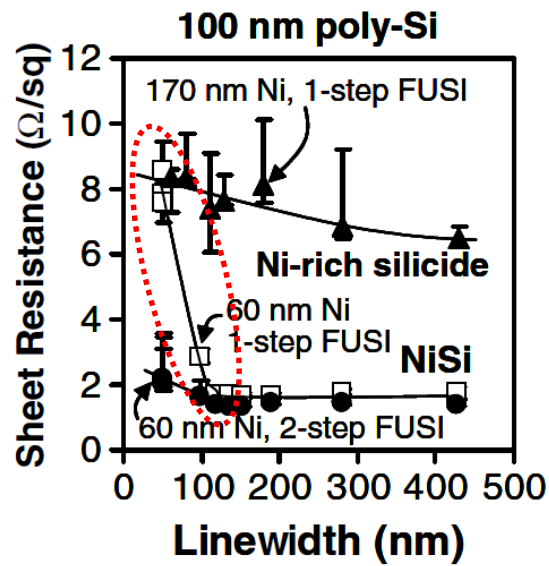 100 nm poly-Si
Sheet Resistance (Ω/sq)
12
10
8
6
4
2
0
170 nm Ni, 1-step FUSI
Ni-rich silicide
60 nm Ni
1-step FUSI
NiSi
60 nm Ni, 2-step FUSI
0 100 200 300 400 500
Linewidth (nm)